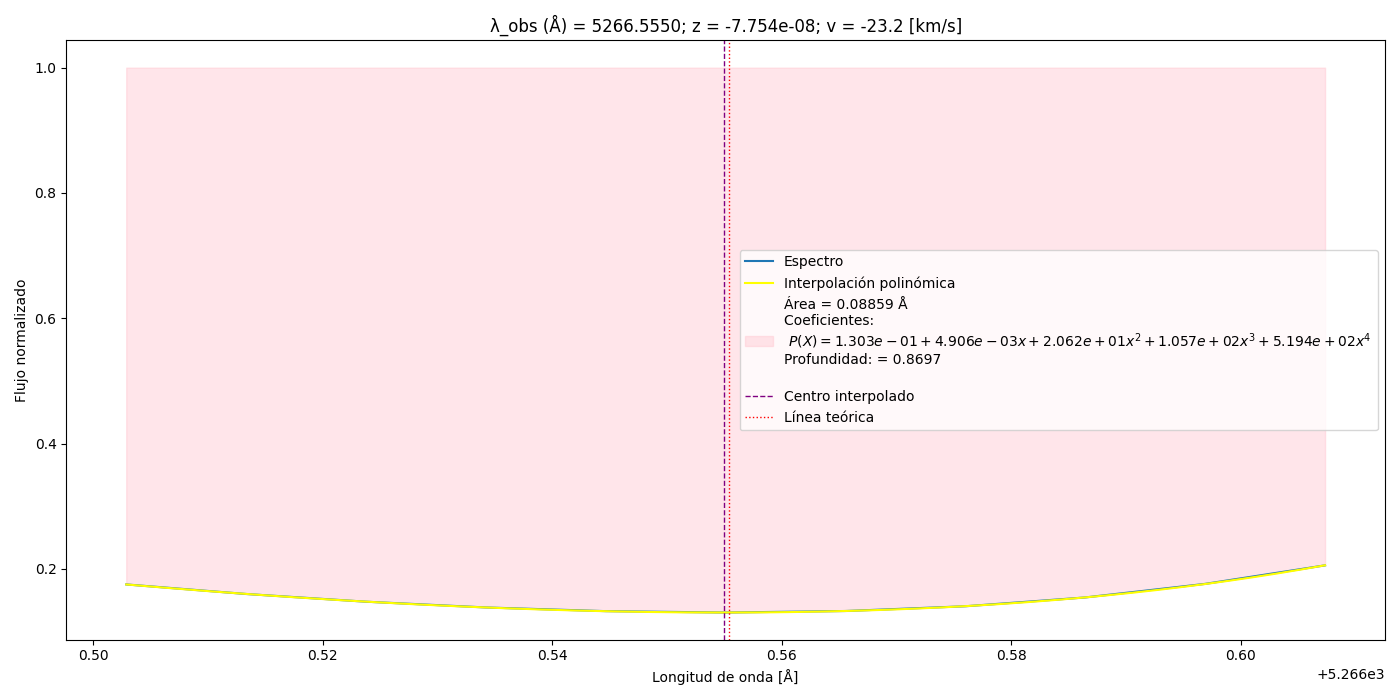 λ_obs (Å) = 5266.5550; z = -7.754e-08; v = -23.2 [km/s]
Flujo normalizado
1.0
0.8
0.6
0.4
0.2
Espectro
Interpolación polinómica
Área = 0.08859 Å
Coeficientes:
P(X) = 1.303e − 01 + 4.906e − 03x + 2.062e + 01x² + 1.057e + 02x³ + 5.194e + 02x⁴
Profundidad: = 0.8697
Centro interpolado
Línea teórica
0.50 0.52 0.54 0.56 0.58 0.60
+5.266e3
Longitud de onda [Å]